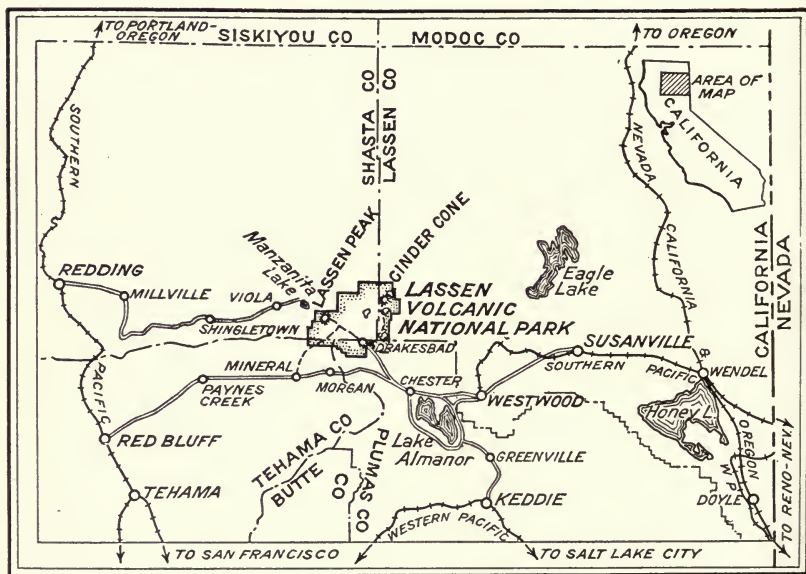 TO PORTLAND-
OREGON
SISKIYOU CO
MODOC CO
TO OREGON
AREA OF
MAP
CALIFORNIA
SOUTHERN
SHASTA CO
LASSEN CO
NEVADA
CALIFORNIA
CALIFORNIA
NEVADA
Manzanita
Lake
LASSEN PEAK
CINDER CONE
Eagle
Lake
REDDING
MILLVILLE
VIOLA
SHINGLETOWN
LASSEN
VOLCANIC
NATIONAL PARK
DRAKESBAD
SUSANVILLE
SOUTHERN
PACIFIC
&
WENDEL
MINERAL
MORGAN
PAYNES
CREEK
CHESTER
WESTWOOD
Honey L.
PACIFIC
RED BLUFF
TEHAMA CO
BUTTE CO
PLUMAS CO
Lake
Almanor
GREENVILLE
OREGON
W P
TEHAMA
KEDDIE
DOYLE
WESTERN PACIFIC
TO SAN FRANCISCO
TO SALT LAKE CITY
TO RENO-NEV